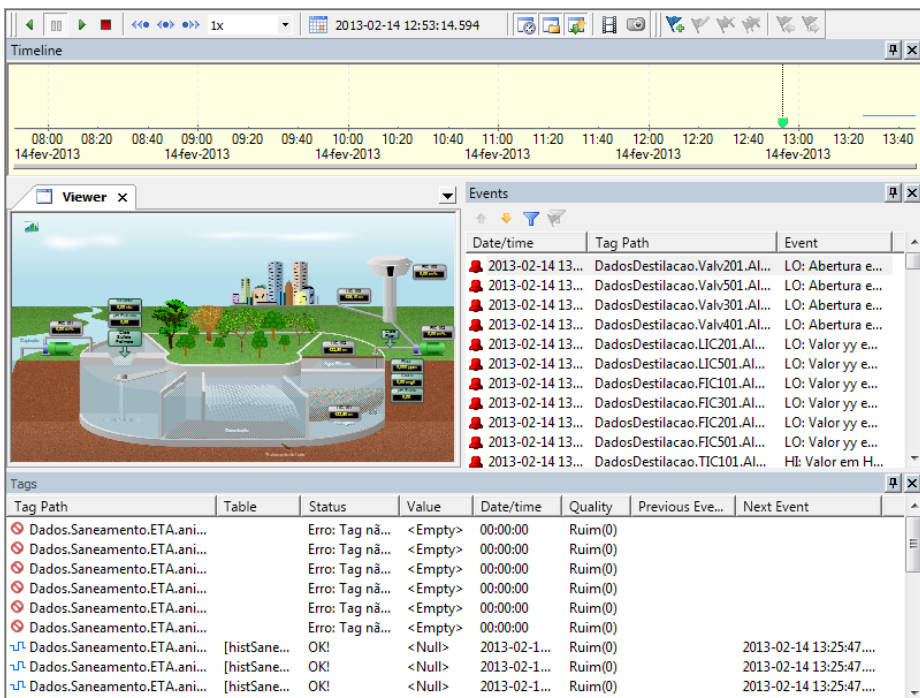 1x 2013-02-14 12:53:14.594
Timeline
08:00 08:20 08:40 09:00 09:20 09:40 10:00 10:20 10:40 11:00 11:20 11:40 12:00 12:20 12:40 13:00 13:20 13:40
14-fev-2013 14-fev-2013 14-fev-2013 14-fev-2013 14-fev-2013 14-fev-2013
Viewer
Captação
Events
Date/time Tag Path Event
2013-02-14 13... DadosDestilacao.Valv201.Al... LO: Abertura e...
2013-02-14 13... DadosDestilacao.Valv501.Al... LO: Abertura e...
2013-02-14 13... DadosDestilacao.Valv301.Al... LO: Abertura e...
2013-02-14 13... DadosDestilacao.Valv401.Al... LO: Abertura e...
2013-02-14 13... DadosDestilacao.LIC201.Al... LO: Valor yy e...
2013-02-14 13... DadosDestilacao.LIC501.Al... LO: Valor yy e...
2013-02-14 13... DadosDestilacao.FIC101.Al... LO: Valor yy e...
2013-02-14 13... DadosDestilacao.FIC301.Al... LO: Valor yy e...
2013-02-14 13... DadosDestilacao.FIC201.Al... LO: Valor yy e...
2013-02-14 13... DadosDestilacao.FIC501.Al... LO: Valor yy e...
2013-02-14 13... DadosDestilacao.TIC101.Al... HI: Valor em H...
Tags
Tag Path Table Status Value Date/time Quality Previous Eve... Next Event
Dados.Saneamento.ETA.ani... Erro: Tag nã... <Empty> 00:00:00 Ruim(0)
Dados.Saneamento.ETA.ani... Erro: Tag nã... <Empty> 00:00:00 Ruim(0)
Dados.Saneamento.ETA.ani... Erro: Tag nã... <Empty> 00:00:00 Ruim(0)
Dados.Saneamento.ETA.ani... Erro: Tag nã... <Empty> 00:00:00 Ruim(0)
Dados.Saneamento.ETA.ani... Erro: Tag nã... <Empty> 00:00:00 Ruim(0)
Dados.Saneamento.ETA.ani... Erro: Tag nã... <Empty> 00:00:00 Ruim(0)
Dados.Saneamento.ETA.ani... [histSane... OK! <Null> 2013-02-1... Ruim(0) 2013-02-14 13:25:47....
Dados.Saneamento.ETA.ani... [histSane... OK! <Null> 2013-02-1... Ruim(0) 2013-02-14 13:25:47....
Dados.Saneamento.ETA.ani... [histSane... OK! <Null> 2013-02-1... Ruim(0) 2013-02-14 13:25:47....